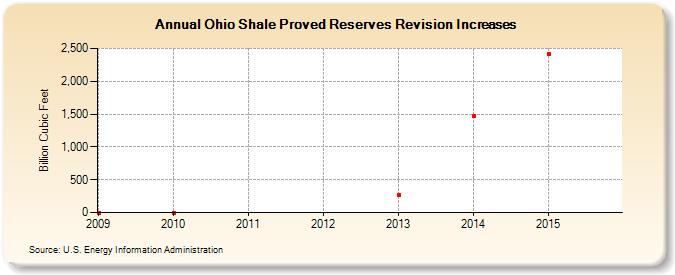 Annual Ohio Shale Proved Reserves Revision Increases
Billion Cubic Feet
2,500
2,000
1,500
1,000
500
0
2009 2010 2011 2012 2013 2014 2015
Source: U.S. Energy Information Administration